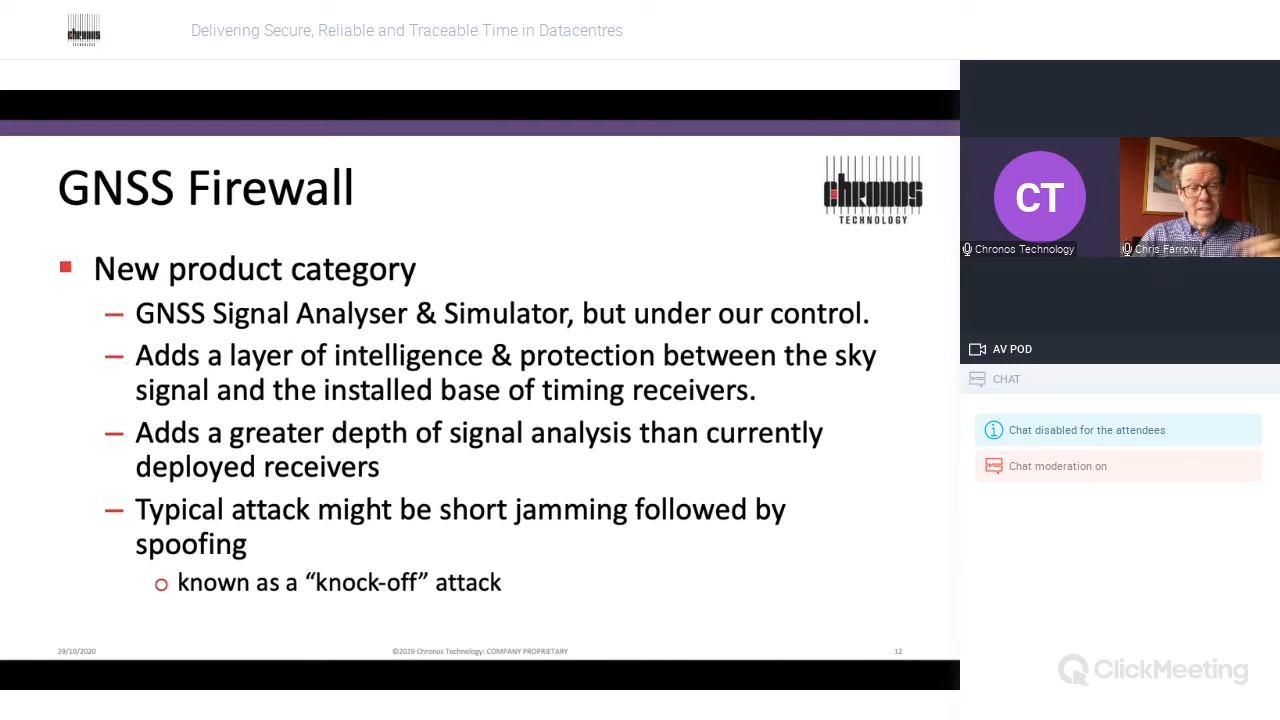 chronos
TECHNOLOGY
Delivering Secure, Reliable and Traceable Time in Datacentres
GNSS Firewall
chronos
TECHNOLOGY
New product category
– GNSS Signal Analyser & Simulator, but under our control.
– Adds a layer of intelligence & protection between the sky
signal and the installed base of timing receivers.
– Adds a greater depth of signal analysis than currently
deployed receivers
– Typical attack might be short jamming followed by
spoofing
known as a “knock-off” attack
29/10/2020
©2019 Chronos Technology: COMPANY PROPRIETARY
12
CT
Chronos Technology
Chris Farrow
AV POD
CHAT
Chat disabled for the attendees
Chat moderation on
ClickMeeting